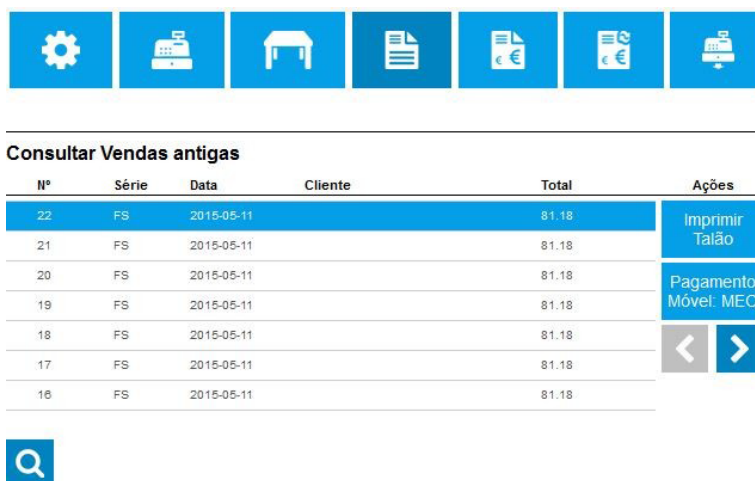 Consultar Vendas antigas
Nº Série Data Cliente Total Ações
22 FS 2015-05-11 81.18
21 FS 2015-05-11 81.18
20 FS 2015-05-11 81.18
19 FS 2015-05-11 81.18
18 FS 2015-05-11 81.18
17 FS 2015-05-11 81.18
16 FS 2015-05-11 81.18
Imprimir
Talão
Pagamento
Móvel: MEO